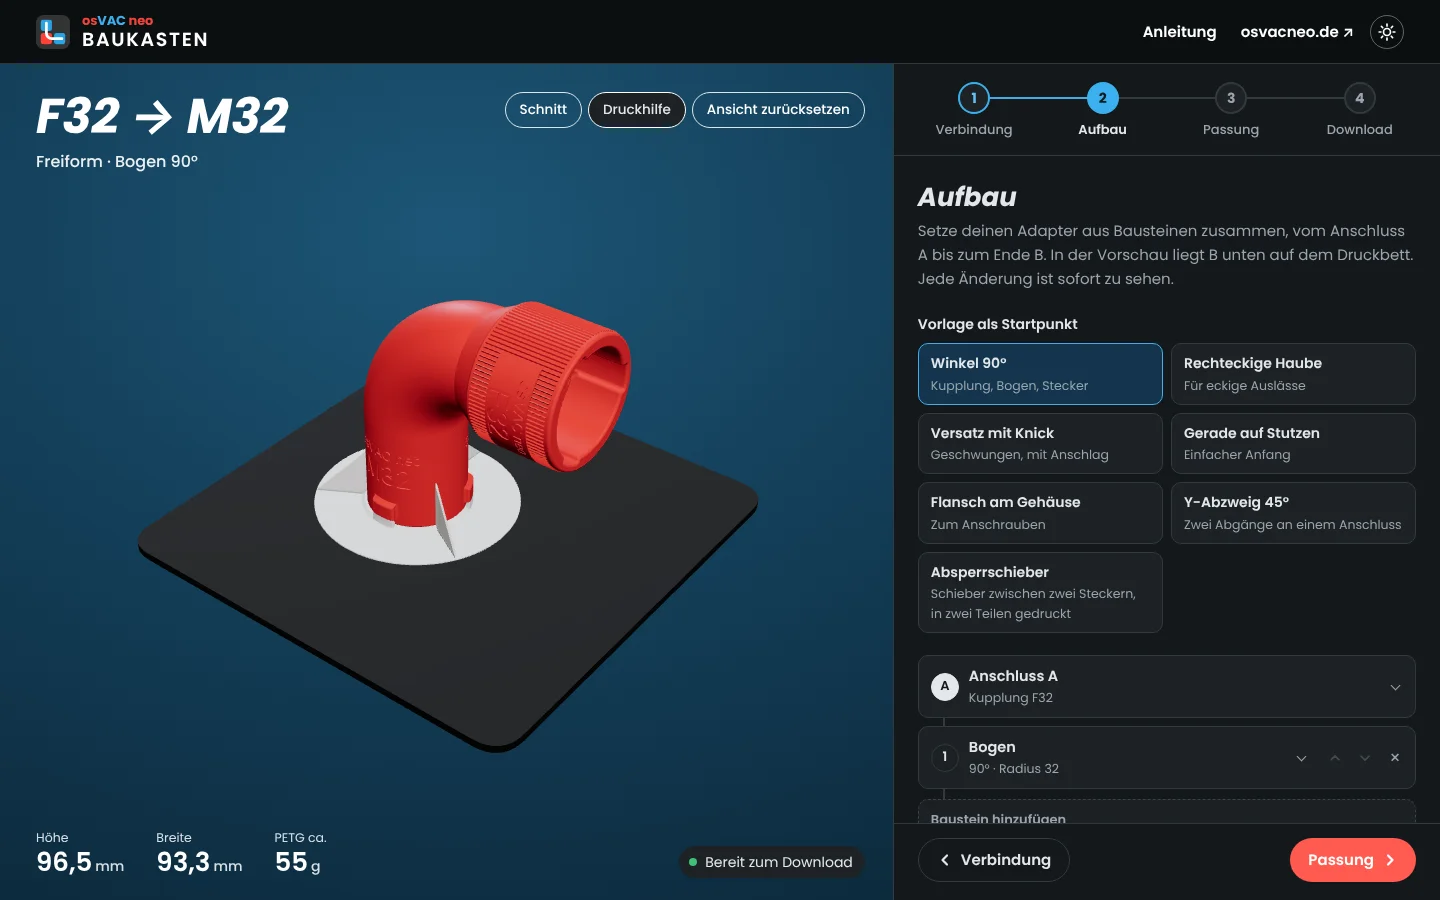 osVAC neo
BAUKASTEN
Anleitung
osvacneo.de ↗
F32 → M32
Freiform · Bogen 90°
Schnitt
Druckhilfe
Ansicht zurücksetzen
Höhe
96,5 mm
Breite
93,3 mm
PETG ca.
55 g
Bereit zum Download
1
2
3
4
Verbindung
Aufbau
Passung
Download
Aufbau
Setze deinen Adapter aus Bausteinen zusammen, vom Anschluss
A bis zum Ende B. In der Vorschau liegt B unten auf dem Druckbett.
Jede Änderung ist sofort zu sehen.
Vorlage als Startpunkt
Winkel 90°
Kupplung, Bogen, Stecker
Rechteckige Haube
Für eckige Auslässe
Versatz mit Knick
Geschwungen, mit Anschlag
Gerade auf Stutzen
Einfacher Anfang
Flansch am Gehäuse
Zum Anschrauben
Y-Abzweig 45°
Zwei Abgänge an einem Anschluss
Absperrschieber
Schieber zwischen zwei Steckern,
in zwei Teilen gedruckt
A
Anschluss A
Kupplung F32
1
Bogen
90° · Radius 32
Baustein hinzufügen
Verbindung
Passung